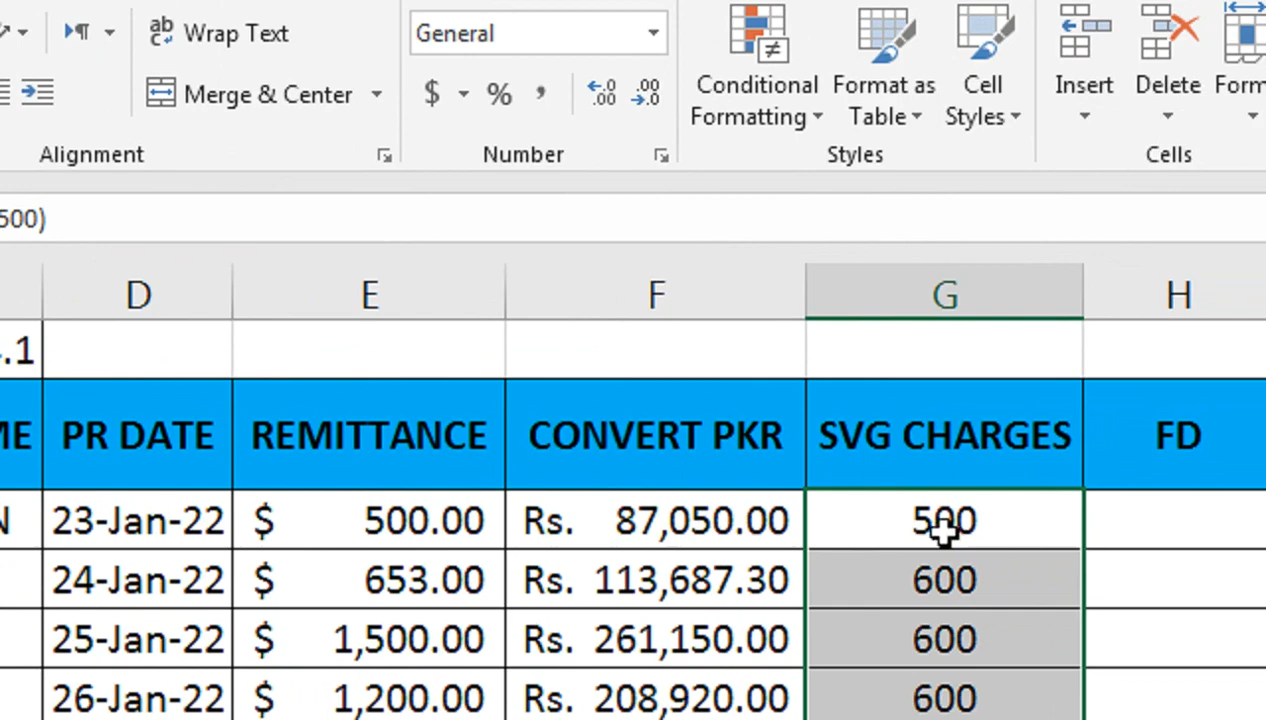 Wrap Text
General
Merge & Center
$ % ,
Conditional Formatting
Format as Table
Cell Styles
Insert
Delete
Form
Alignment
Number
Styles
Cells
500)
D E F G H
.1
ME PR DATE REMITTANCE CONVERT PKR SVG CHARGES FD
N 23-Jan-22 $ 500.00 Rs. 87,050.00 500
24-Jan-22 $ 653.00 Rs. 113,687.30 600
25-Jan-22 $ 1,500.00 Rs. 261,150.00 600
26-Jan-22 $ 1,200.00 Rs. 208,920.00 600